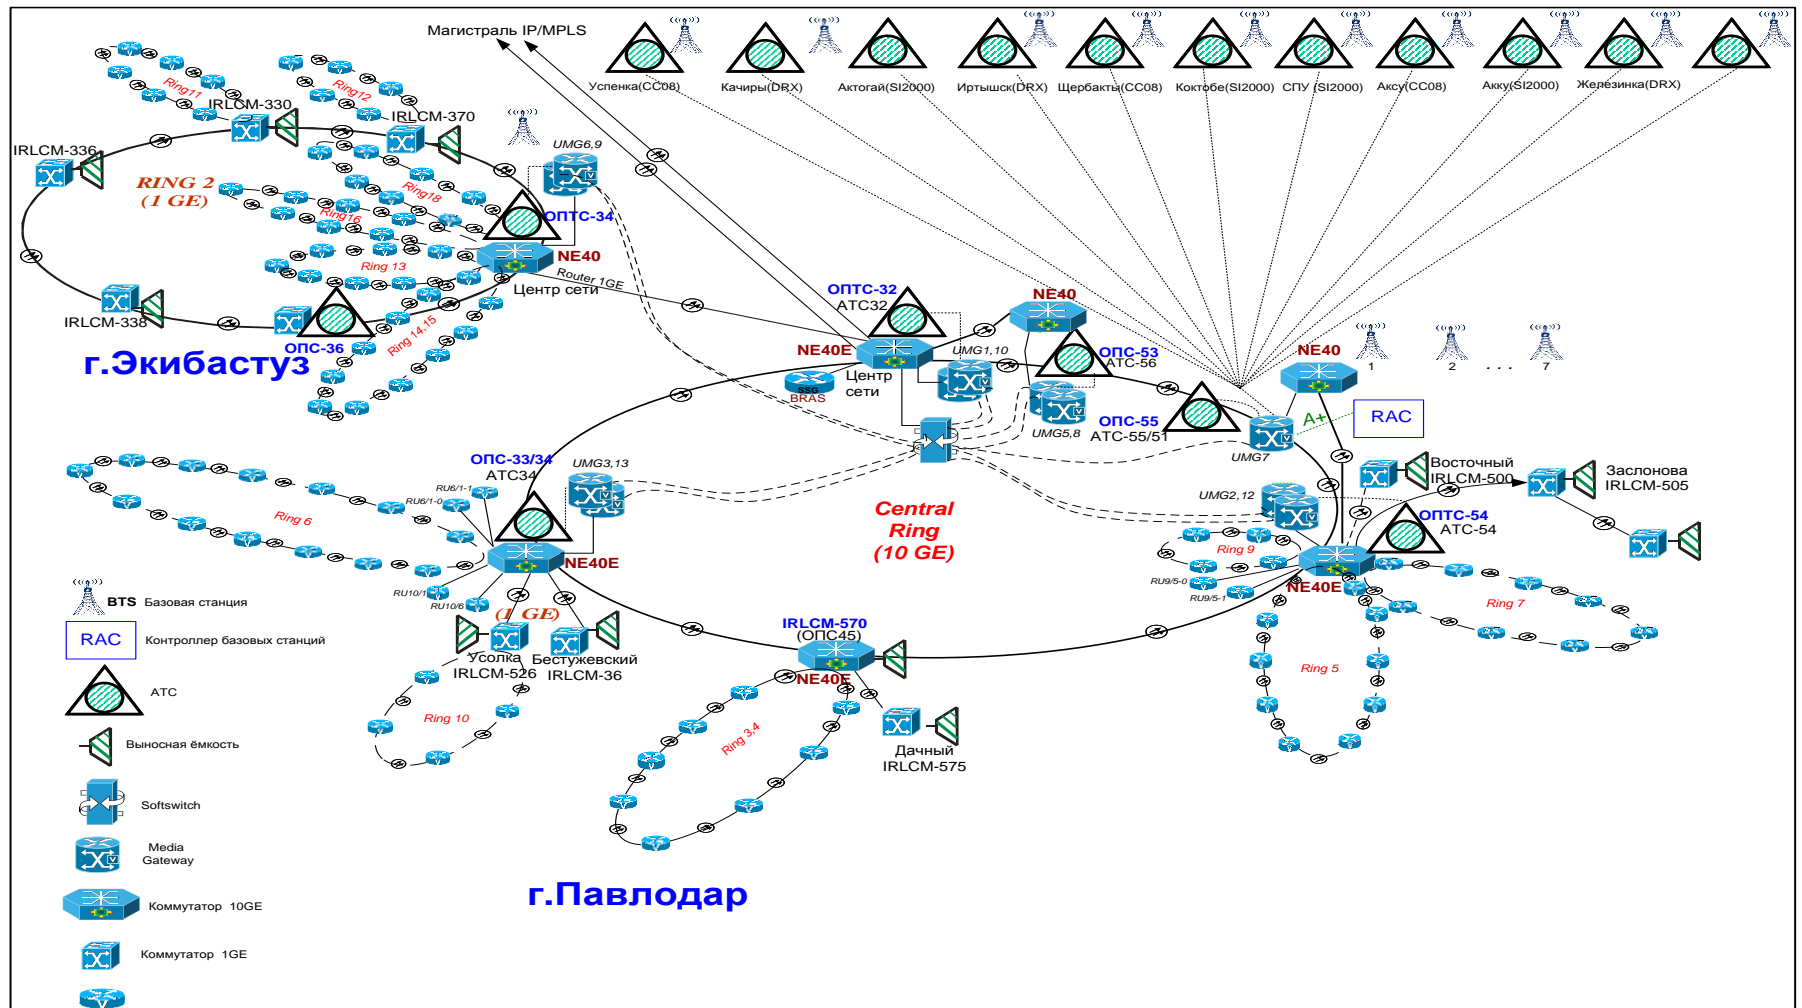 Магистраль IP/MPLS
Успенка(CC08)
Качиры(DRX)
Актогай(SI2000)
Иртышск(DRX)
Щербакты(CC08)
Коктобе(SI2000)
СПУ (SI2000)
Аксу(CC08)
Акку(SI2000)
Железинка(DRX)
Ring11
Ring12
IRLCM-330
IRLCM-370
IRLCM-336
RING 2
(1 GE)
Ring18
Ring16
UMG6,9
ОПТС-34
NE40
Центр сети
Router 1GE
Ring 13
IRLCM-338
ОПС-36
Ring 14,15
г.Экибастуз
ОПТС-32
АТС32
NE40
NE40E
Центр
сети
SSG
BRAS
UMG1,10
ОПС-53
АТС-56
UMG5,8
ОПС-55
АТС-55/51
NE40
1
2
. . .
7
A+
RAC
UMG7
ОПС-33/34
АТС34
UMG3,13
RU6/1-1
RU6/1-0
Ring 6
NE40E
RU10/1
RU10/6
(1 GE)
Central
Ring
(10 GE)
UMG2,12
Восточный
IRLCM-500
Заслонова
IRLCM-505
ОПТС-54
АТС-54
Ring 9
RU9/5-0
RU9/5-1
NE40E
Ring 7
Ring 5
Усолка
IRLCM-526
Бестужевский
IRLCM-36
Ring 10
IRLCM-570
(ОПС45)
NE40E
Ring 3,4
Дачный
IRLCM-575
г.Павлодар
BTS Базовая станция
RAC
Контроллер базовых станций
АТС
Выносная ёмкость
Softswitch
Media
Gateway
Коммутатор 10GE
Коммутатор 1GE